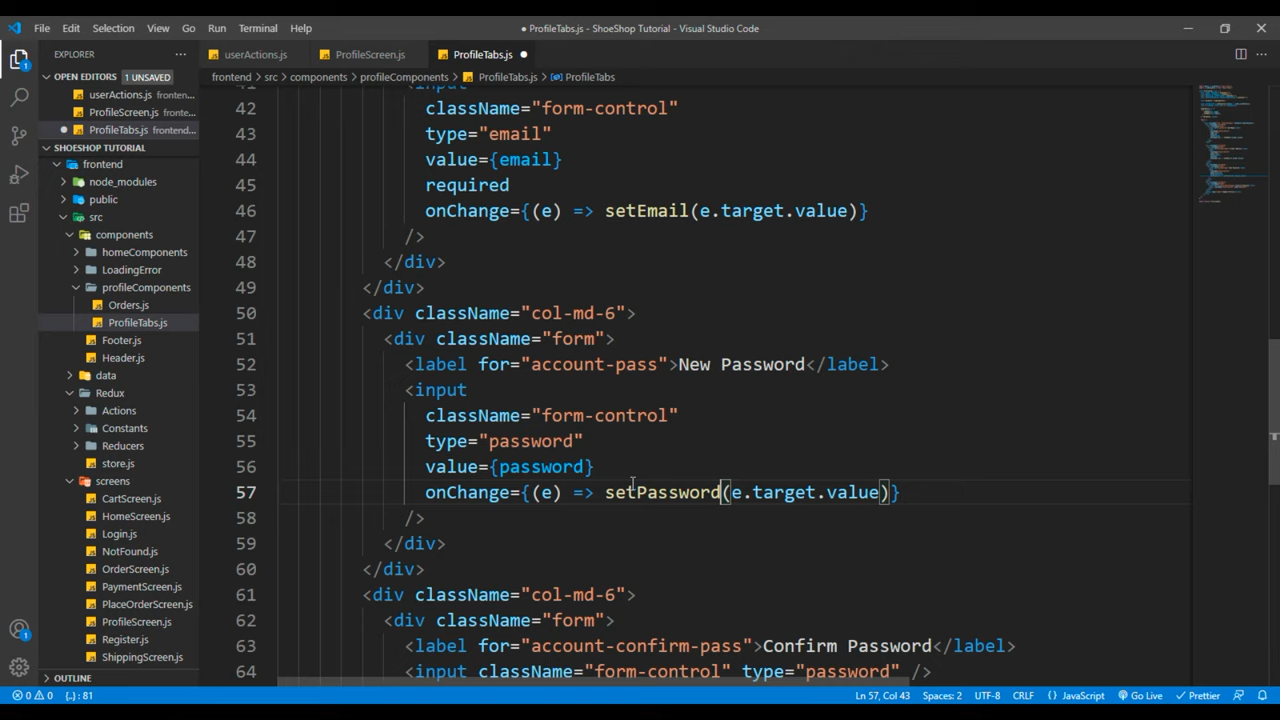 File Edit Selection View Go Run Terminal Help
● ProfileTabs.js - ShoeShop Tutorial - Visual Studio Code
EXPLORER
userActions.js
ProfileScreen.js
ProfileTabs.js ●
frontend > src > components > profileComponents > ProfileTabs.js > ProfileTabs
OPEN EDITORS 1 UNSAVED
userActions.js fronten...
ProfileScreen.js fronte...
● ProfileTabs.js frontend...
SHOESHOP TUTORIAL
frontend
node_modules
public
src
components
homeComponents
LoadingError
profileComponents
Orders.js
ProfileTabs.js
Footer.js
Header.js
data
Redux
Actions
Constants
Reducers
store.js
screens
CartScreen.js
HomeScreen.js
Login.js
NotFound.js
OrderScreen.js
PaymentScreen.js
PlaceOrderScreen.js
ProfileScreen.js
Register.js
ShippingScreen.js
OUTLINE
41 <input
42 className="form-control"
43 type="email"
44 value={email}
45 required
46 onChange={(e) => setEmail(e.target.value)}
47 />
48 </div>
49 </div>
50 <div className="col-md-6">
51 <div className="form">
52 <label for="account-pass">New Password</label>
53 <input
54 className="form-control"
55 type="password"
56 value={password}
57 onChange={(e) => setPassword(e.target.value)}
58 />
59 </div>
60 </div>
61 <div className="col-md-6">
62 <div className="form">
63 <label for="account-confirm-pass">Confirm Password</label>
64 <input className="form-control" type="password" />
0 0 {..}: 81
Ln 57, Col 43 Spaces: 2 UTF-8 CRLF {} JavaScript Go Live Prettier